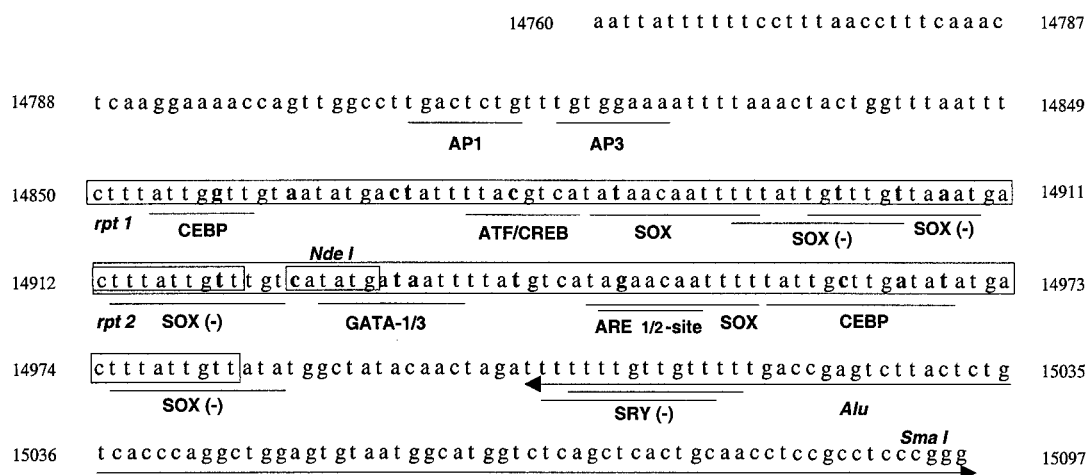 14760 aattatttttcctttaacctttcaaac 14787
14788 tcaaggaaaaccagttggccttgactctgtttgtggaaaattttaaactactggtttaattt 14849
AP1 AP3
14850 ctttattggttgtaatatgactattttacgtcatataacaatttttattgtttgttaaatga 14911
rpt 1 CEBP ATF/CREB SOX SOX (-) SOX (-)
Nde I
14912 ctttattgttttgtcatatgataattttatgtcatagaacaatttttattgcttgatatatga 14973
rpt 2 SOX (-) GATA-1/3 ARE 1/2-site SOX CEBP
14974 ctttattgttatatggctatacaactagattttttttgttgtttttgaccgagtcttactctg 15035
SOX (-) SRY (-) Alu
Sma I
15036 tcacccaggctggagtgtaatggcatggtctcagctcactgcaacctccgcctcccggg 15097